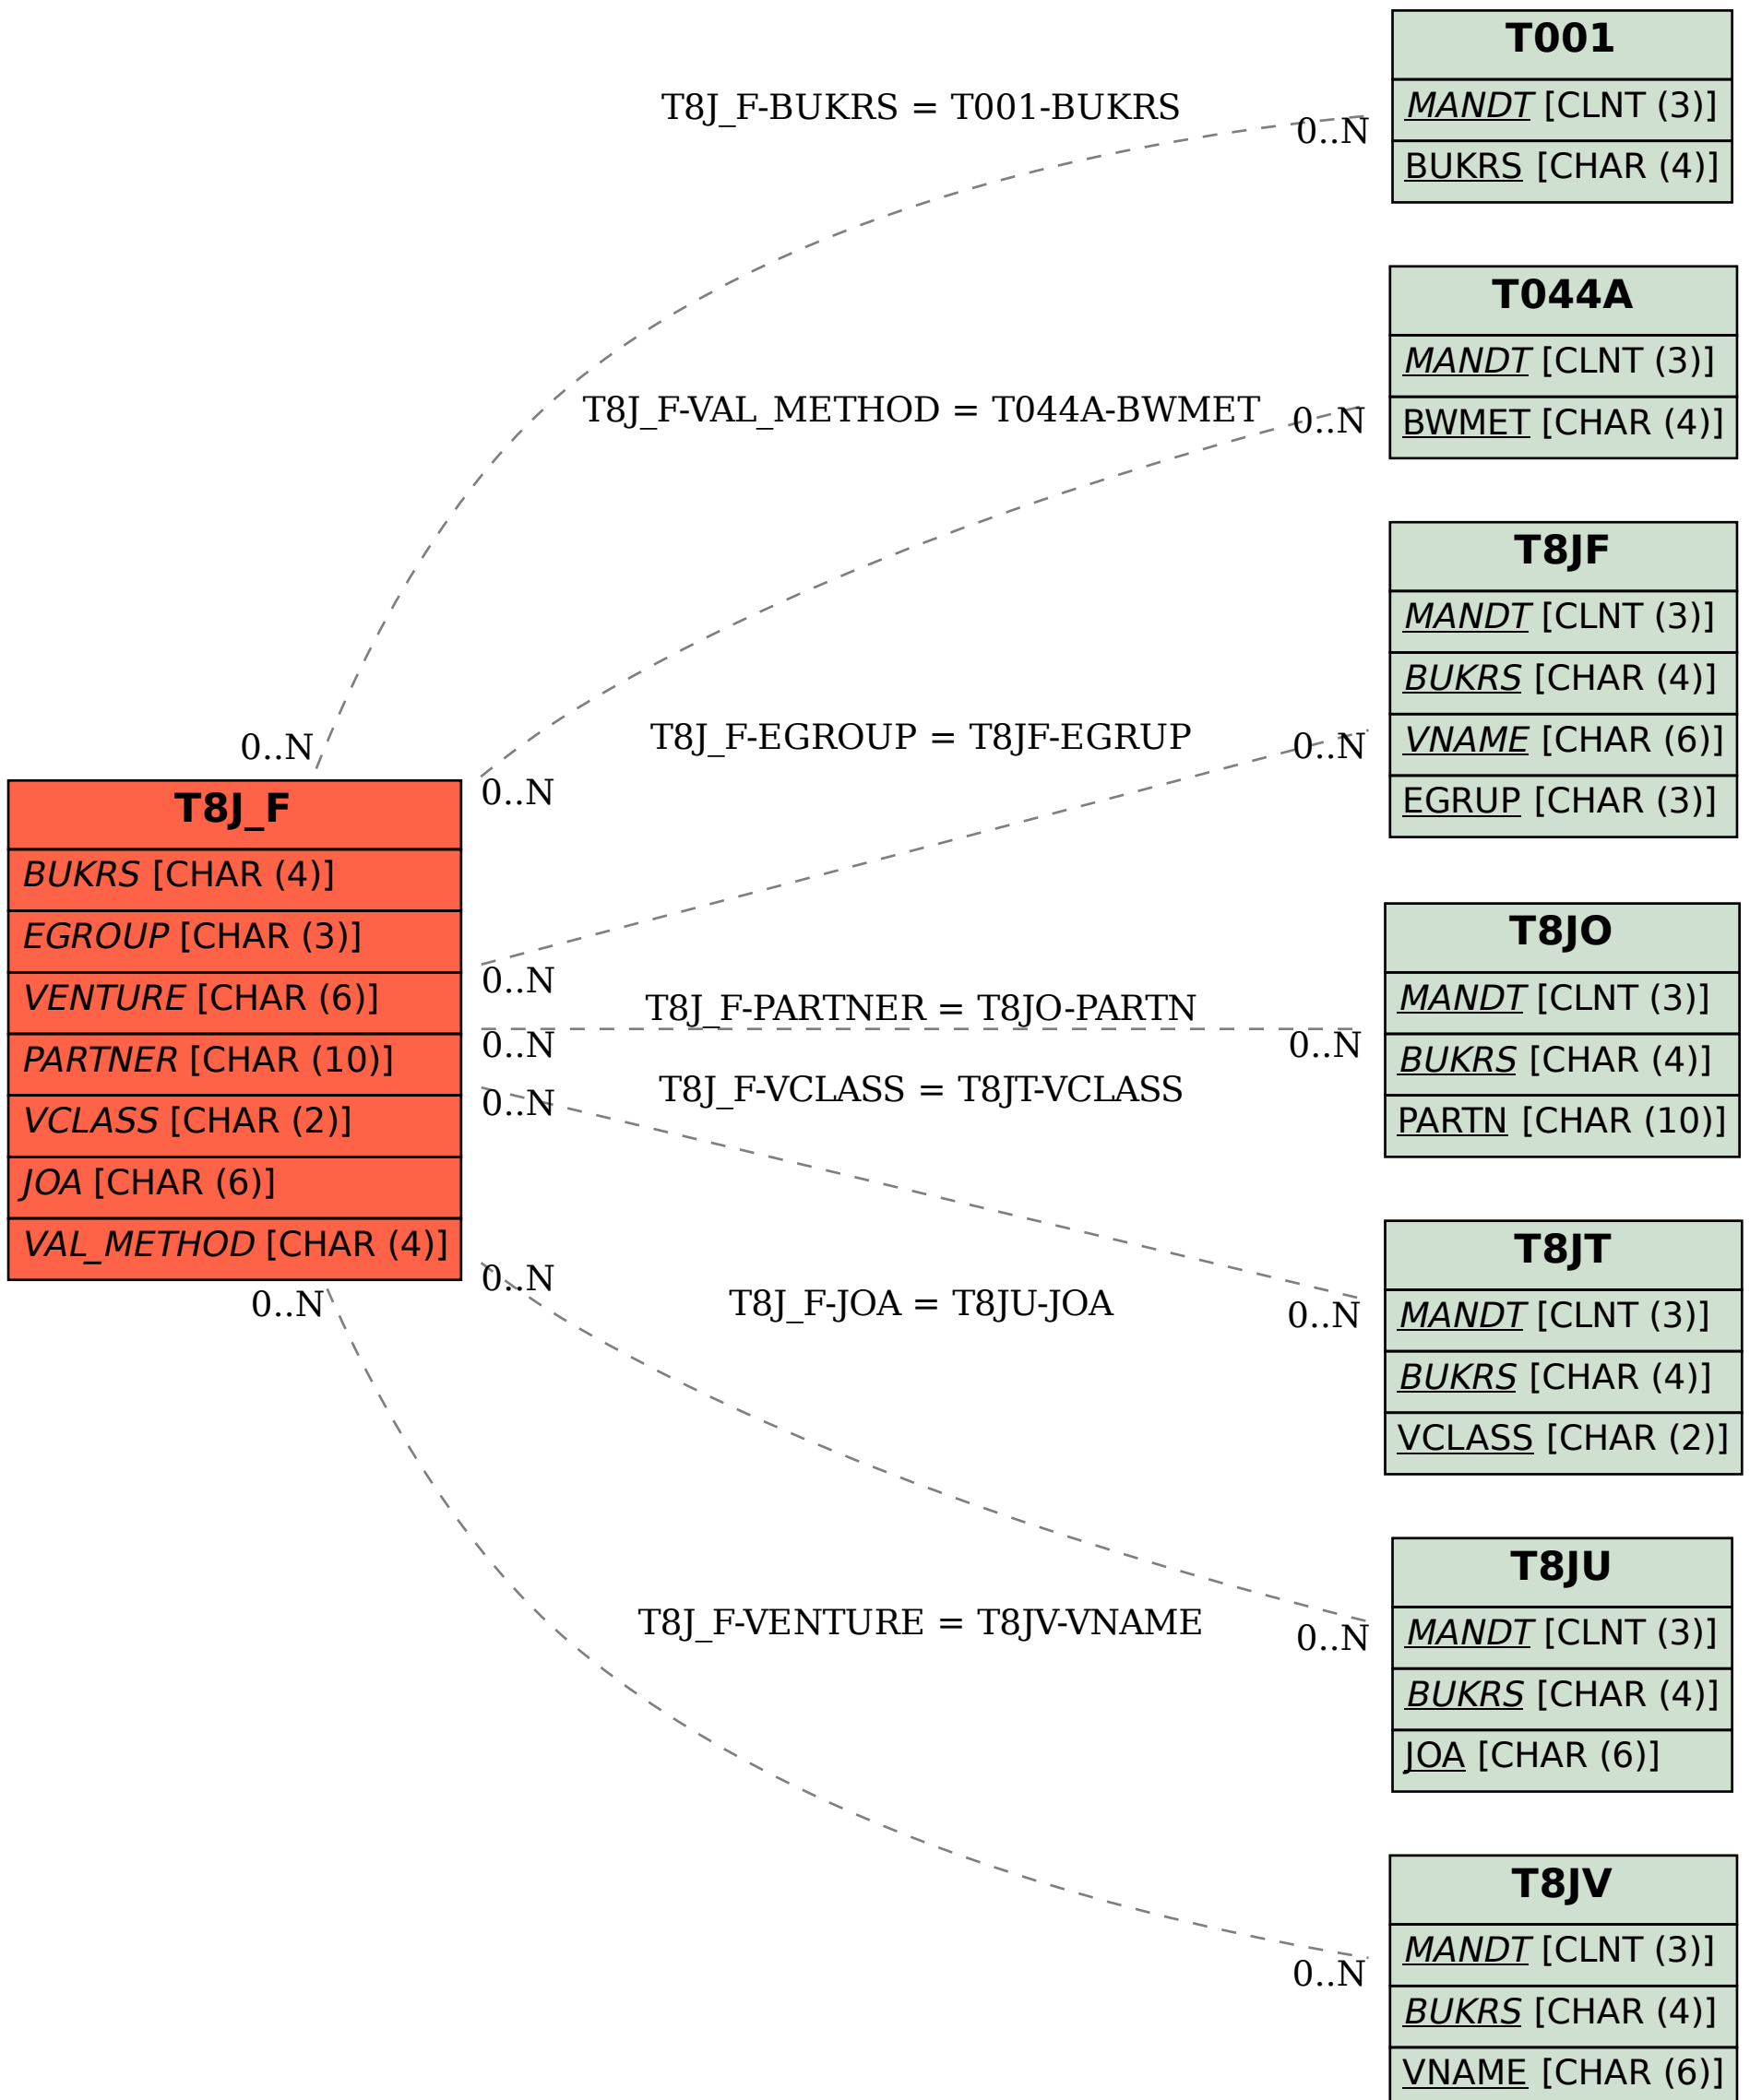 T001
MANDT [CLNT (3)]
BUKRS [CHAR (4)]
T8J_F-BUKRS = T001-BUKRS
0..N
T044A
MANDT [CLNT (3)]
BWMET [CHAR (4)]
T8J_F-VAL_METHOD = T044A-BWMET
0..N
T8JF
MANDT [CLNT (3)]
BUKRS [CHAR (4)]
VNAME [CHAR (6)]
EGRUP [CHAR (3)]
T8J_F-EGROUP = T8JF-EGRUP
0..N
0..N
0..N
T8J_F
BUKRS [CHAR (4)]
EGROUP [CHAR (3)]
VENTURE [CHAR (6)]
PARTNER [CHAR (10)]
VCLASS [CHAR (2)]
JOA [CHAR (6)]
VAL_METHOD [CHAR (4)]
0..N
T8J_F-PARTNER = T8JO-PARTN
0..N
0..N
T8JO
MANDT [CLNT (3)]
BUKRS [CHAR (4)]
PARTN [CHAR (10)]
0..N
T8J_F-VCLASS = T8JT-VCLASS
0..N
T8JT
MANDT [CLNT (3)]
BUKRS [CHAR (4)]
VCLASS [CHAR (2)]
0..N
0..N
T8J_F-JOA = T8JU-JOA
0..N
T8JU
MANDT [CLNT (3)]
BUKRS [CHAR (4)]
JOA [CHAR (6)]
T8J_F-VENTURE = T8JV-VNAME
0..N
T8JV
MANDT [CLNT (3)]
BUKRS [CHAR (4)]
VNAME [CHAR (6)]